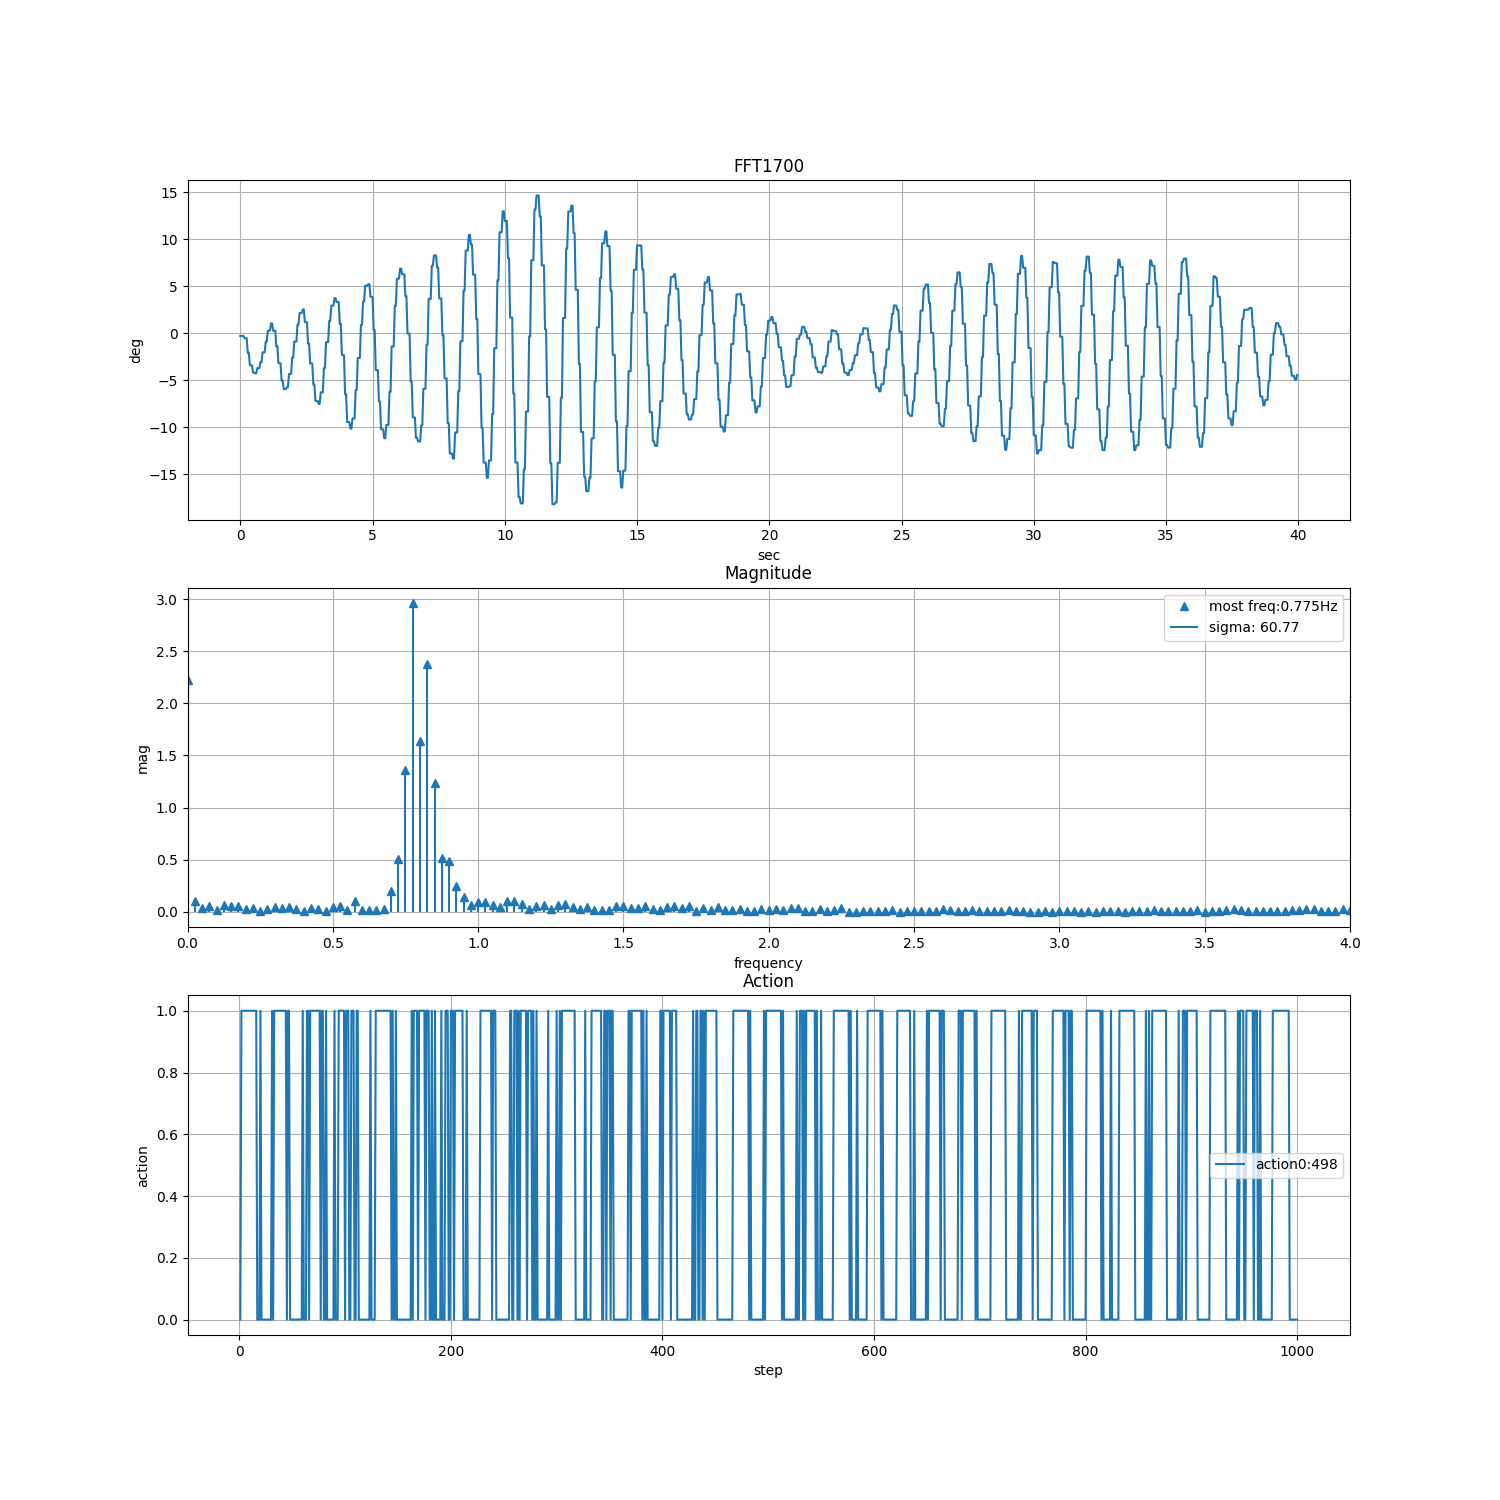 FFT1700
15
10
5
0
−5
−10
−15
deg
0 5 10 15 20 25 30 35 40
sec
Magnitude
3.0
2.5
2.0
1.5
1.0
0.5
0.0
mag
most freq:0.775Hz
sigma: 60.77
0.0 0.5 1.0 1.5 2.0 2.5 3.0 3.5 4.0
frequency
Action
1.0
0.8
0.6
0.4
0.2
0.0
action
action0:498
0 200 400 600 800 1000
step